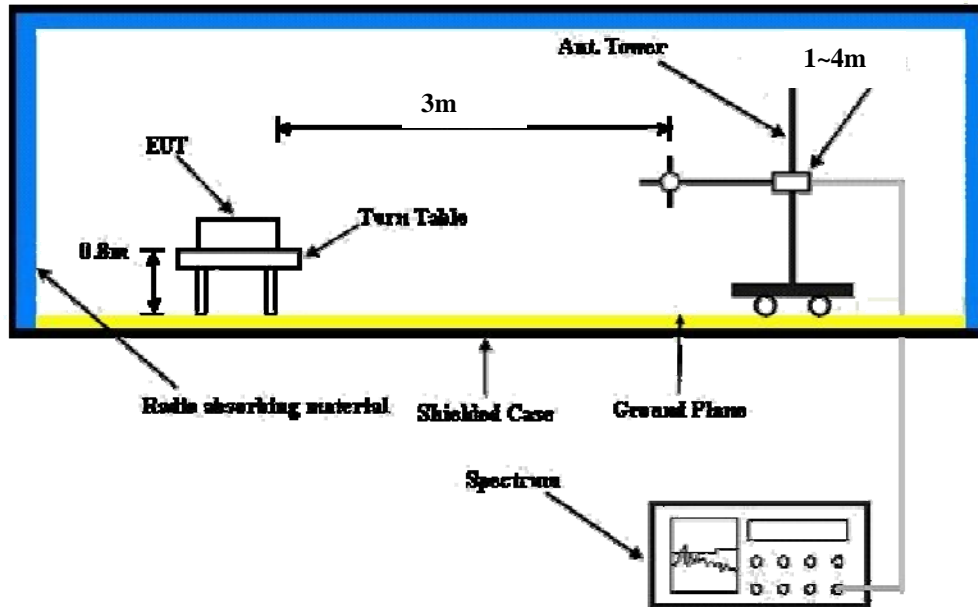 Ant. Tower
1~4m
3m
EUT
Turn Table
0.8m
Radio absorbing material
Shielded Case
Ground Plane
Spectrum